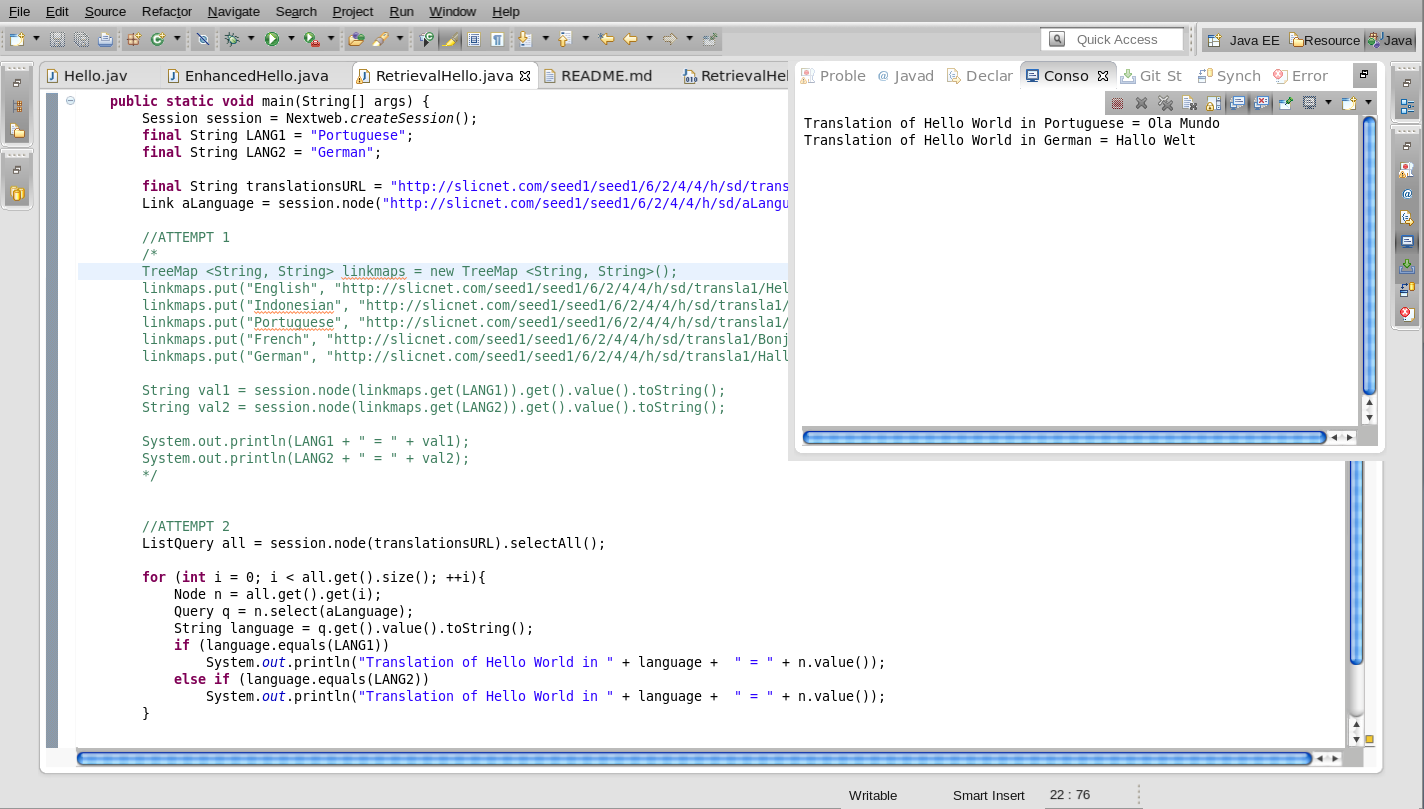 File Edit Source Refactor Navigate Search Project Run Window Help
Quick Access
Java EE Resource Java
Hello.jav EnhancedHello.java RetrievalHello.java README.md RetrievalHel
Proble Javad Declar Conso Git St Synch Error
public static void main(String[] args) {
Session session = Nextweb.createSession();
final String LANG1 = "Portuguese";
final String LANG2 = "German";
final String translationsURL = "http://slicnet.com/seed1/seed1/6/2/4/4/h/sd/trans
Link aLanguage = session.node("http://slicnet.com/seed1/seed1/6/2/4/4/h/sd/aLangu
//ATTEMPT 1
/*
TreeMap <String, String> linkmaps = new TreeMap <String, String>();
linkmaps.put("English", "http://slicnet.com/seed1/seed1/6/2/4/4/h/sd/transla1/Hel
linkmaps.put("Indonesian", "http://slicnet.com/seed1/seed1/6/2/4/4/h/sd/transla1/
linkmaps.put("Portuguese", "http://slicnet.com/seed1/seed1/6/2/4/4/h/sd/transla1/
linkmaps.put("French", "http://slicnet.com/seed1/seed1/6/2/4/4/h/sd/transla1/Bonj
linkmaps.put("German", "http://slicnet.com/seed1/seed1/6/2/4/4/h/sd/transla1/Hall
String val1 = session.node(linkmaps.get(LANG1)).get().value().toString();
String val2 = session.node(linkmaps.get(LANG2)).get().value().toString();
System.out.println(LANG1 + " = " + val1);
System.out.println(LANG2 + " = " + val2);
*/
//ATTEMPT 2
ListQuery all = session.node(translationsURL).selectAll();
for (int i = 0; i < all.get().size(); ++i){
Node n = all.get().get(i);
Query q = n.select(aLanguage);
String language = q.get().value().toString();
if (language.equals(LANG1))
System.out.println("Translation of Hello World in " + language +  " = " + n.value());
else if (language.equals(LANG2))
System.out.println("Translation of Hello World in " + language +  " = " + n.value());
}
Translation of Hello World in Portuguese = Ola Mundo
Translation of Hello World in German = Hallo Welt
Writable Smart Insert 22 : 76